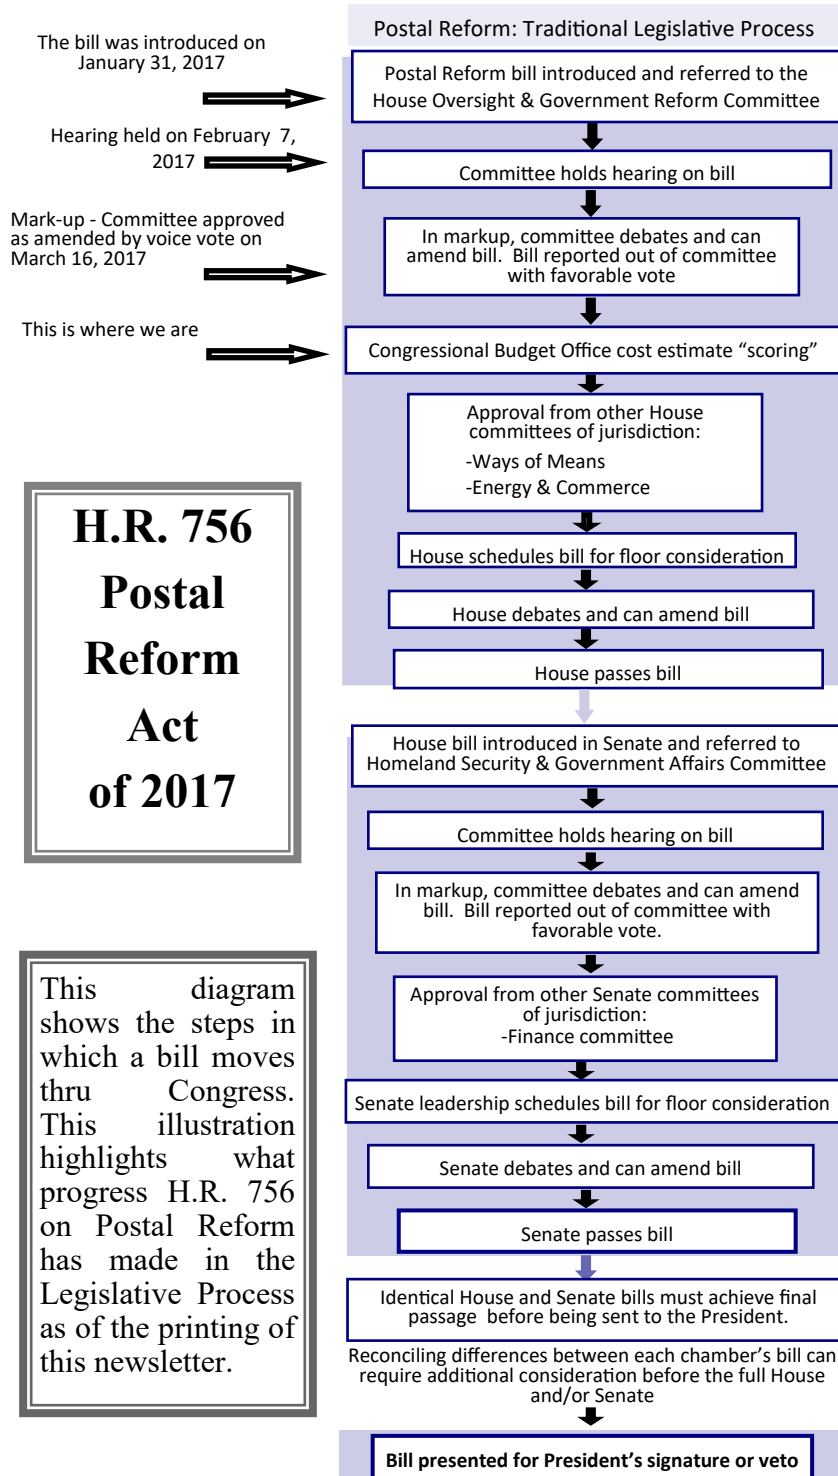 Postal Reform: Traditional Legislative Process
The bill was introduced on
January 31, 2017
Postal Reform bill introduced and referred to the
House Oversight & Government Reform Committee
Hearing held on February 7,
2017
Committee holds hearing on bill
Mark-up - Committee approved
as amended by voice vote on
March 16, 2017
In markup, committee debates and can
amend bill. Bill reported out of committee
with favorable vote
This is where we are
Congressional Budget Office cost estimate “scoring”
Approval from other House
committees of jurisdiction:
-Ways of Means
-Energy & Commerce
House schedules bill for floor consideration
House debates and can amend bill
House passes bill
H.R. 756
Postal
Reform
Act
of 2017
House bill introduced in Senate and referred to
Homeland Security & Government Affairs Committee
Committee holds hearing on bill
In markup, committee debates and can amend
bill. Bill reported out of committee with
favorable vote.
Approval from other Senate committees
of jurisdiction:
-Finance committee
Senate leadership schedules bill for floor consideration
Senate debates and can amend bill
Senate passes bill
This diagram
shows the steps in
which a bill moves
thru Congress.
This illustration
highlights what
progress H.R. 756
on Postal Reform
has made in the
Legislative Process
as of the printing of
this newsletter.
Identical House and Senate bills must achieve final
passage before being sent to the President.
Reconciling differences between each chamber’s bill can
require additional consideration before the full House
and/or Senate
Bill presented for President’s signature or veto